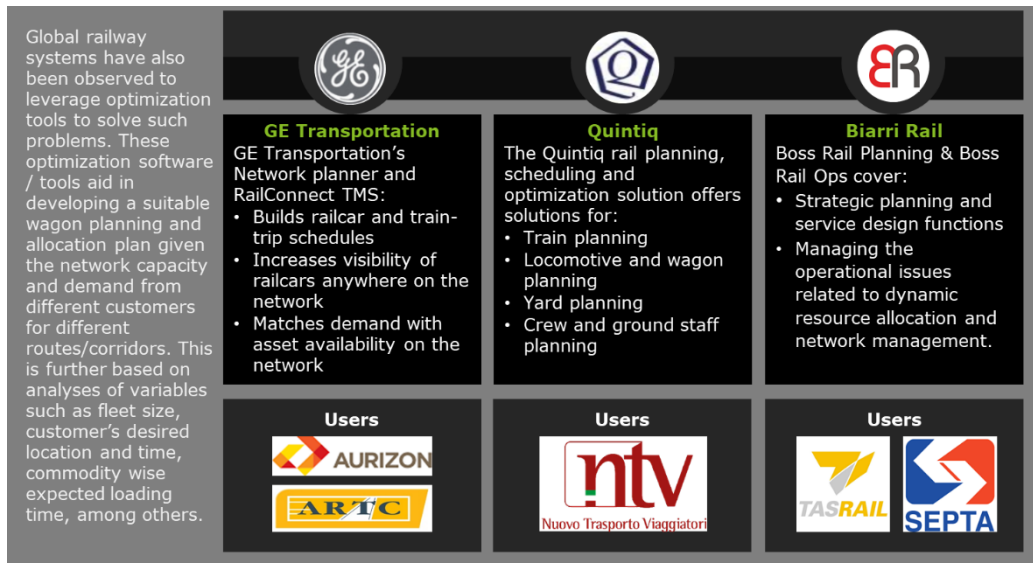 Global railway
systems have also
been observed to
leverage optimization
tools to solve such
problems. These
optimization software
/ tools aid in
developing a suitable
wagon planning and
allocation plan given
the network capacity
and demand from
different customers
for different
routes/corridors. This
is further based on
analyses of variables
such as fleet size,
customer’s desired
location and time,
commodity wise
expected loading
time, among others.
GE
GE Transportation
GE Transportation’s
Network planner and
RailConnect TMS:
• Builds railcar and train-
trip schedules
• Increases visibility of
railcars anywhere on the
network
• Matches demand with
asset availability on the
network
Users
AURIZON
ARTC
Q
Quintiq
The Quintiq rail planning,
scheduling and
optimization solution offers
solutions for:
• Train planning
• Locomotive and wagon
planning
• Yard planning
• Crew and ground staff
planning
Users
ntv
Nuovo Trasporto Viaggiatori
BR
Biarri Rail
Boss Rail Planning & Boss
Rail Ops cover:
• Strategic planning and
service design functions
• Managing the
operational issues
related to dynamic
resource allocation and
network management.
Users
TASRAIL
SEPTA